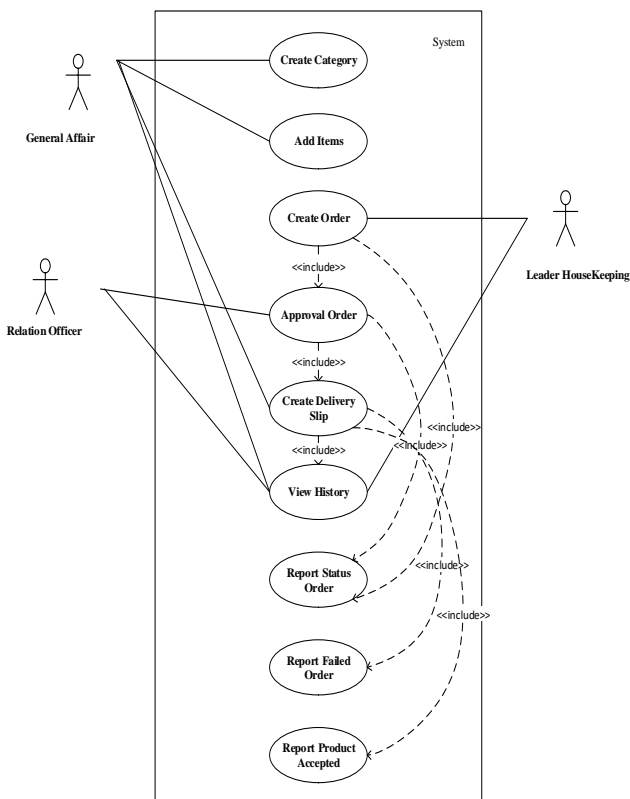 System
Create Category
General Affair
Add Items
Create Order
Leader HouseKeeping
<<include>>
Relation Officer
Approval Order
<<include>>
Create Delivery
Slip
<<include>>
<<include>>
<<include>>
View History
<<include>>
Report Status
Order
<<include>>
Report Failed
Order
Report Product
Accepted